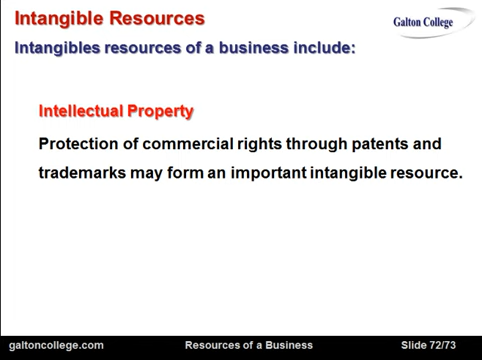 Intangible Resources
Galton College
Intangibles resources of a business include:
Intellectual Property
Protection of commercial rights through patents and
trademarks may form an important intangible resource.
galtoncollege.com Resources of a Business Slide 72/73